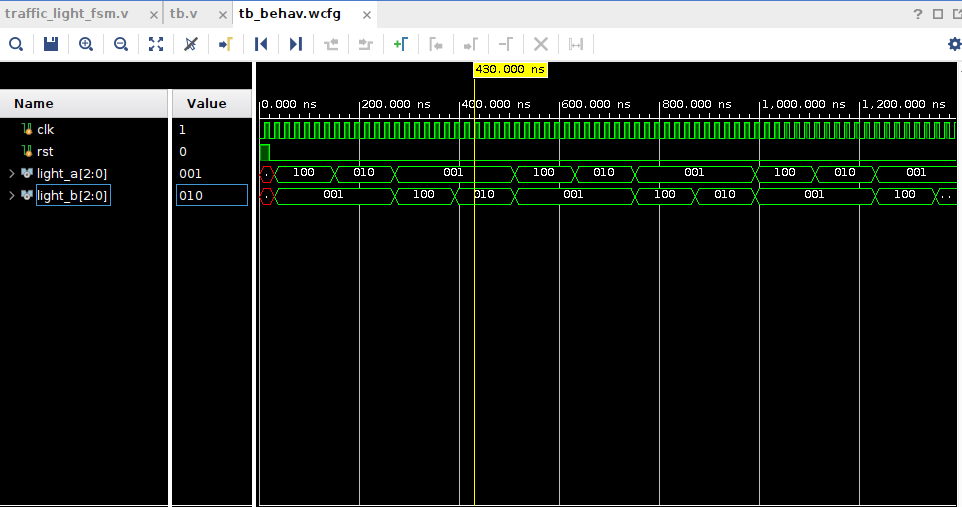 traffic_light_fsm.v × tb.v × tb_behav.wcfg × ?
430.000 ns
Name Value
0.000 ns 200.000 ns 400.000 ns 600.000 ns 800.000 ns 1,000.000 ns 1,200.000 ns
clk 1
rst 0
light_a[2:0] 001 . 100 010 001 100 010 001 100 010 001
light_b[2:0] 010 . 001 100 010 001 100 010 001 100 ..